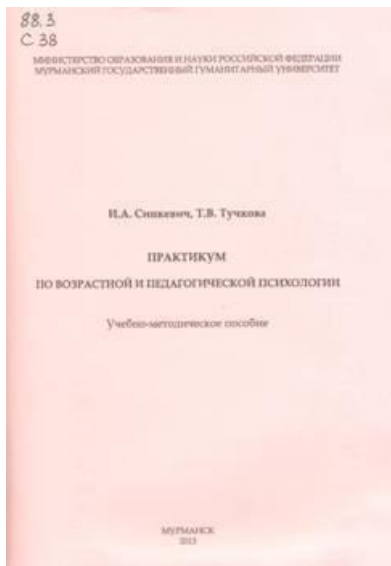 88.3
С 38
МИНИСТЕРСТВО ОБРАЗОВАНИЯ И НАУКИ РОССИЙСКОЙ ФЕДЕРАЦИИ
МУРМАНСКИЙ ГОСУДАРСТВЕННЫЙ ГУМАНИТАРНЫЙ УНИВЕРСИТЕТ
И.А. Синкевич, Т.В. Тучкова
ПРАКТИКУМ
ПО ВОЗРАСТНОЙ И ПЕДАГОГИЧЕСКОЙ ПСИХОЛОГИИ
Учебно-методическое пособие
МУРМАНСК
2013